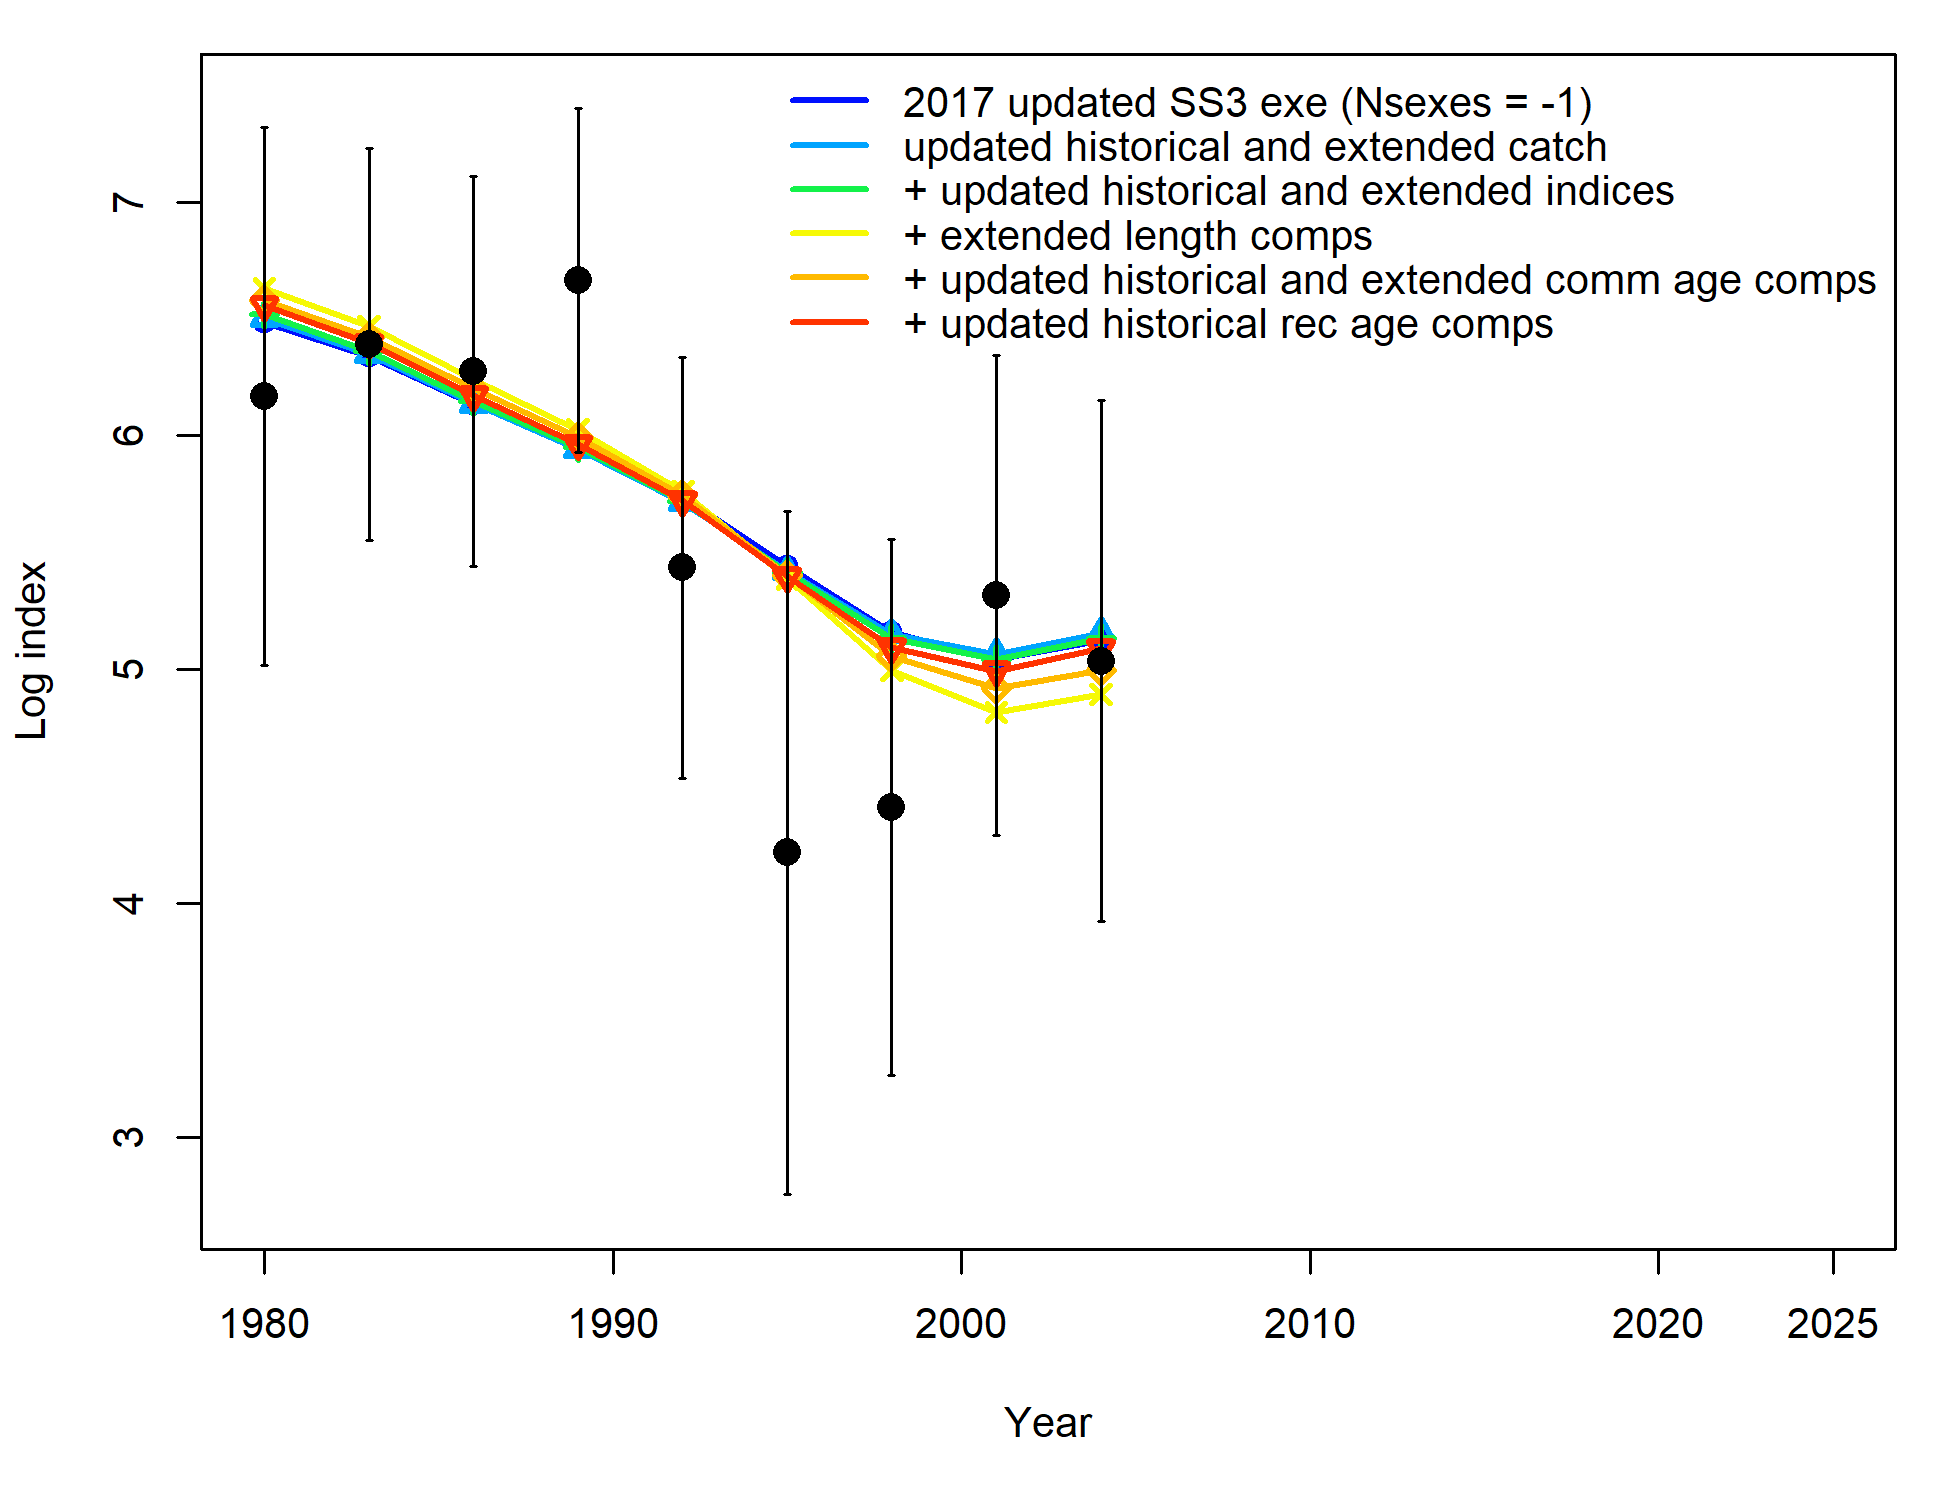 2017 updated SS3 exe (Nsexes = -1)
updated historical and extended catch
+ updated historical and extended indices
+ extended length comps
+ updated historical and extended comm age comps
+ updated historical rec age comps
7
6
5
4
3
Log index
1980
1990
2000
2010
2020
2025
Year